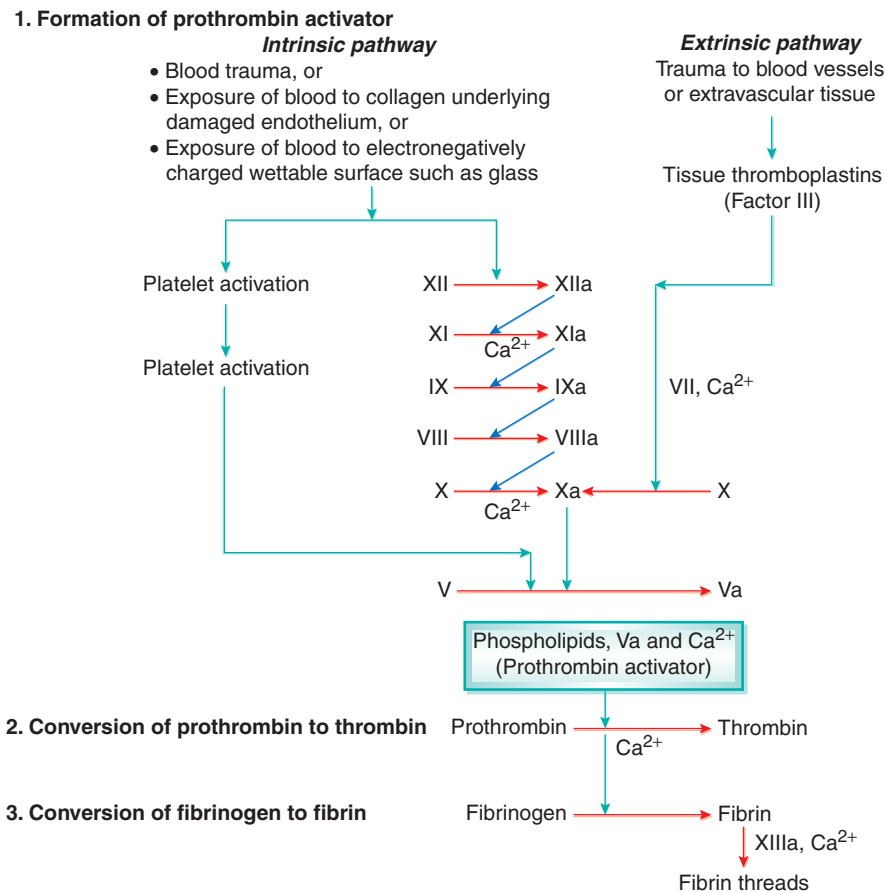 1. Formation of prothrombin activator
Intrinsic pathway
• Blood trauma, or
• Exposure of blood to collagen underlying
damaged endothelium, or
• Exposure of blood to electronegatively
charged wettable surface such as glass
Extrinsic pathway
Trauma to blood vessels
or extravascular tissue
Tissue thromboplastins
(Factor III)
Platelet activation
XII XIIa
XI XIa
Ca²⁺
Platelet activation
IX IXa
VII, Ca²⁺
VIII VIIIa
X Xa X
Ca²⁺
V Va
Phospholipids, Va and Ca²⁺
(Prothrombin activator)
2. Conversion of prothrombin to thrombin Prothrombin Thrombin
Ca²⁺
3. Conversion of fibrinogen to fibrin Fibrinogen Fibrin
XIIIa, Ca²⁺
Fibrin threads